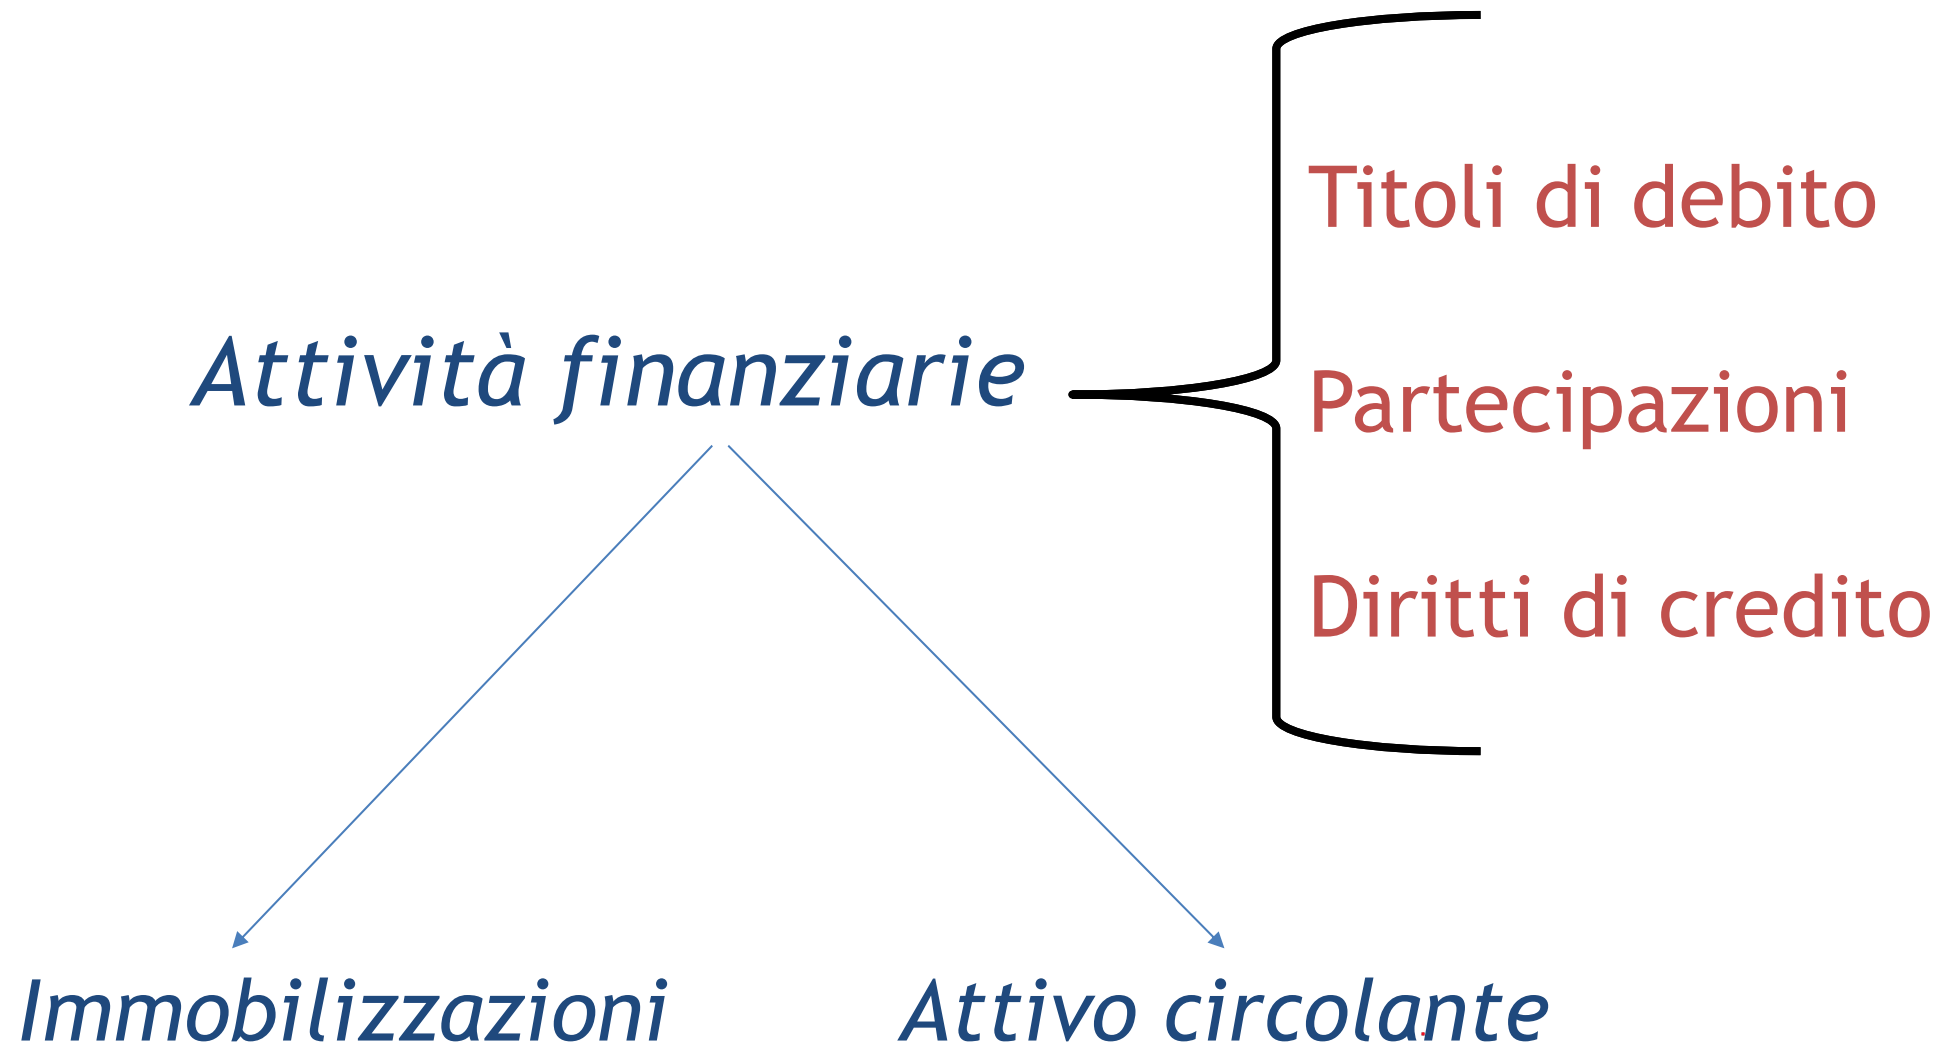 Titoli di debito
Attività finanziarie
Partecipazioni
Diritti di credito
Immobilizzazioni
Attivo circolante